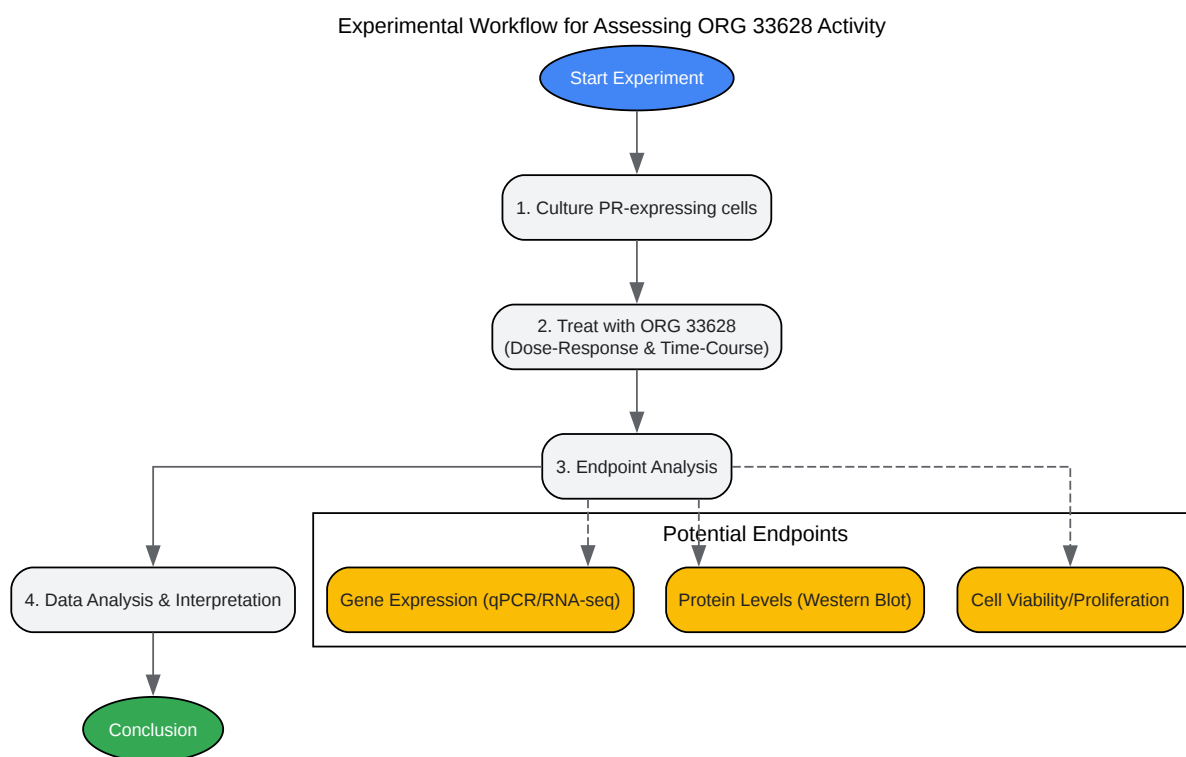 Experimental Workflow for Assessing ORG 33628 Activity
Start Experiment
1. Culture PR-expressing cells
2. Treat with ORG 33628
(Dose-Response & Time-Course)
3. Endpoint Analysis
Potential Endpoints
4. Data Analysis & Interpretation
Gene Expression (qPCR/RNA-seq)
Protein Levels (Western Blot)
Cell Viability/Proliferation
Conclusion